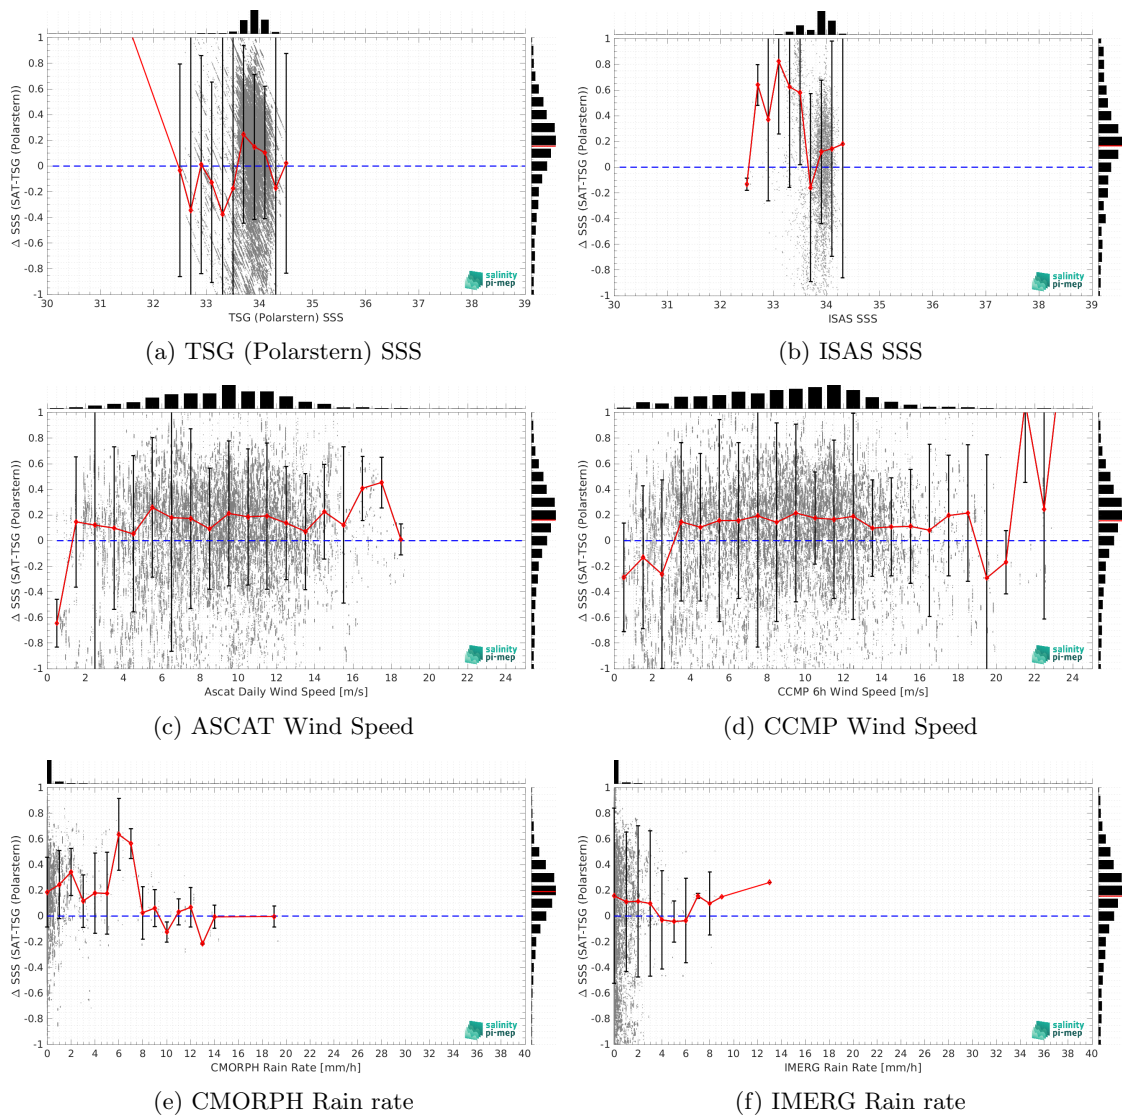 1
0.8
0.6
0.4
0.2
0
-0.2
-0.4
-0.6
-0.8
-1
Δ SSS (SAT-TSG (Polarstern))
30 31 32 33 34 35 36 37 38 39
TSG (Polarstern) SSS
salinity
pi-mep
(a) TSG (Polarstern) SSS
1
0.8
0.6
0.4
0.2
0
-0.2
-0.4
-0.6
-0.8
-1
Δ SSS (SAT-TSG (Polarstern))
30 31 32 33 34 35 36 37 38 39
ISAS SSS
salinity
pi-mep
(b) ISAS SSS
1
0.8
0.6
0.4
0.2
0
-0.2
-0.4
-0.6
-0.8
-1
Δ SSS (SAT-TSG (Polarstern))
0 2 4 6 8 10 12 14 16 18 20 22 24
Ascat Daily Wind Speed [m/s]
salinity
pi-mep
(c) ASCAT Wind Speed
1
0.8
0.6
0.4
0.2
0
-0.2
-0.4
-0.6
-0.8
-1
Δ SSS (SAT-TSG (Polarstern))
0 2 4 6 8 10 12 14 16 18 20 22 24
CCMP 6h Wind Speed [m/s]
salinity
pi-mep
(d) CCMP Wind Speed
1
0.8
0.6
0.4
0.2
0
-0.2
-0.4
-0.6
-0.8
-1
Δ SSS (SAT-TSG (Polarstern))
0 2 4 6 8 10 12 14 16 18 20 22 24 26 28 30 32 34 36 38 40
CMORPH Rain Rate [mm/h]
salinity
pi-mep
(e) CMORPH Rain rate
1
0.8
0.6
0.4
0.2
0
-0.2
-0.4
-0.6
-0.8
-1
Δ SSS (SAT-TSG (Polarstern))
0 2 4 6 8 10 12 14 16 18 20 22 24 26 28 30 32 34 36 38 40
IMERG Rain Rate [mm/h]
salinity
pi-mep
(f) IMERG Rain rate